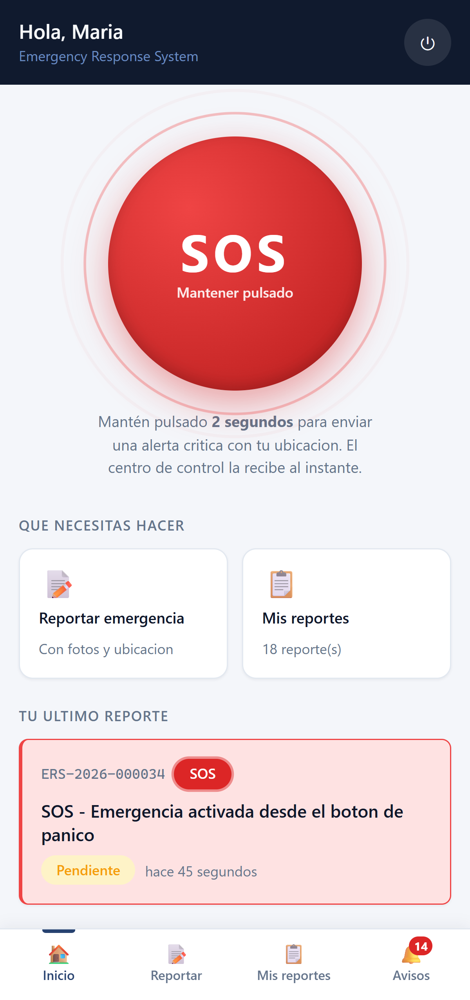 Hola, Maria
Emergency Response System
SOS
Mantener pulsado
Mantén pulsado 2 segundos para enviar
una alerta critica con tu ubicacion. El
centro de control la recibe al instante.
QUE NECESITAS HACER
Reportar emergencia
Con fotos y ubicacion
Mis reportes
18 reporte(s)
TU ULTIMO REPORTE
ERS-2026-000034 SOS
SOS - Emergencia activada desde el boton de
panico
Pendiente hace 45 segundos
14
Inicio Reportar Mis reportes Avisos